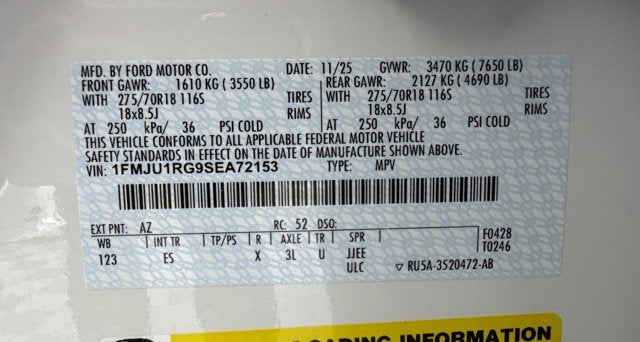 MFD. BY FORD MOTOR CO. DATE: 11/25 GVWR: 3470 KG ( 7650 LB)
FRONT GAWR: 1610 KG ( 3550 LB) REAR GAWR: 2127 KG ( 4690 LB)
WITH 275/70R18 116S TIRES WITH 275/70R18 116S TIRES
18x8.5J RIMS 18x8.5J RIMS
AT 250 kPa/ 36 PSI COLD AT 250 kPa/ 36 PSI COLD
THIS VEHICLE CONFORMS TO ALL APPLICABLE FEDERAL MOTOR VEHICLE
SAFETY STANDARDS IN EFFECT ON THE DATE OF MANUFACTURE SHOWN ABOVE.
VIN: 1FMJU1RG9SEA72153 TYPE: MPV
EXT PNT: AZ RC: 52 DSO:
WB INT TR TP/PS R AXLE TR SPR F0428
123 ES X 3L U JJEE T0246
ULC ▽ RU5A-3520472-AB
LOADING INFORMATION